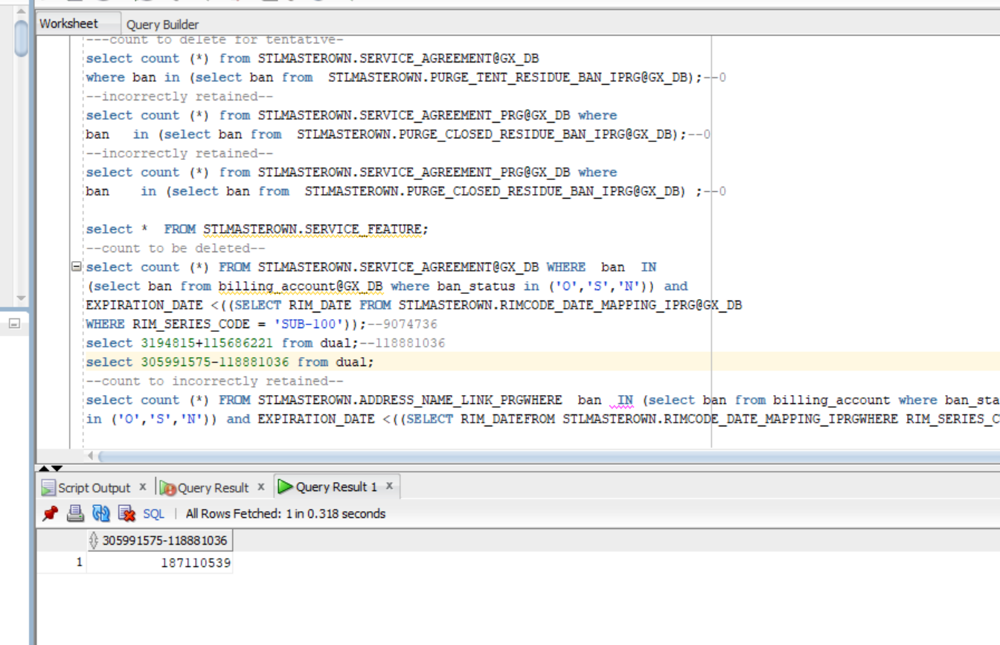 Worksheet Query Builder
---count to delete for tentative-
select count (*) from STLMASTEROWN.SERVICE_AGREEMENT@GX_DB
where ban in (select ban from  STLMASTEROWN.PURGE_TENT_RESIDUE_BAN_IPRG@GX_DB);--0
--incorrectly retained--
select count (*) from STLMASTEROWN.SERVICE_AGREEMENT_PRG@GX_DB where
ban   in (select ban from  STLMASTEROWN.PURGE_CLOSED_RESIDUE_BAN_IPRG@GX_DB);--0
--incorrectly retained--
select count (*) from STLMASTEROWN.SERVICE_AGREEMENT_PRG@GX_DB where
ban    in (select ban from  STLMASTEROWN.PURGE_CLOSED_RESIDUE_BAN_IPRG@GX_DB) ;--0
select *  FROM STLMASTEROWN.SERVICE_FEATURE;
--count to be deleted--
select count (*) FROM STLMASTEROWN.SERVICE_AGREEMENT@GX_DB WHERE  ban  IN
(select ban from billing_account@GX_DB where ban_status in ('O','S','N')) and
EXPIRATION_DATE <((SELECT RIM_DATE FROM STLMASTEROWN.RIMCODE_DATE_MAPPING_IPRG@GX_DB
WHERE RIM_SERIES_CODE = 'SUB-100'));--9074736
select 3194815+115686221 from dual;--118881036
select 305991575-118881036 from dual;
--count to incorrectly retained--
select count (*) FROM STLMASTEROWN.ADDRESS_NAME_LINK_PRGWHERE  ban  IN (select ban from billing_account where ban_sta
in ('O','S','N')) and EXPIRATION_DATE <((SELECT RIM_DATEFROM STLMASTEROWN.RIMCODE_DATE_MAPPING_IPRGWHERE RIM_SERIES_C
Script Output x Query Result x Query Result 1 x
SQL | All Rows Fetched: 1 in 0.318 seconds
305991575-118881036
1 187110539